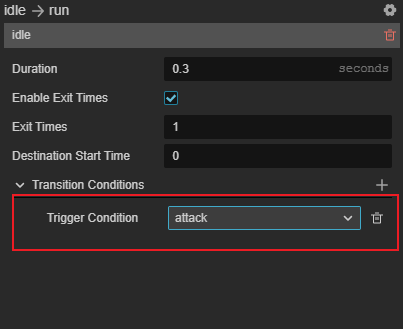 idle → run
idle
Duration 0.3 seconds
Enable Exit Times
Exit Times 1
Destination Start Time 0
Transition Conditions
Trigger Condition attack